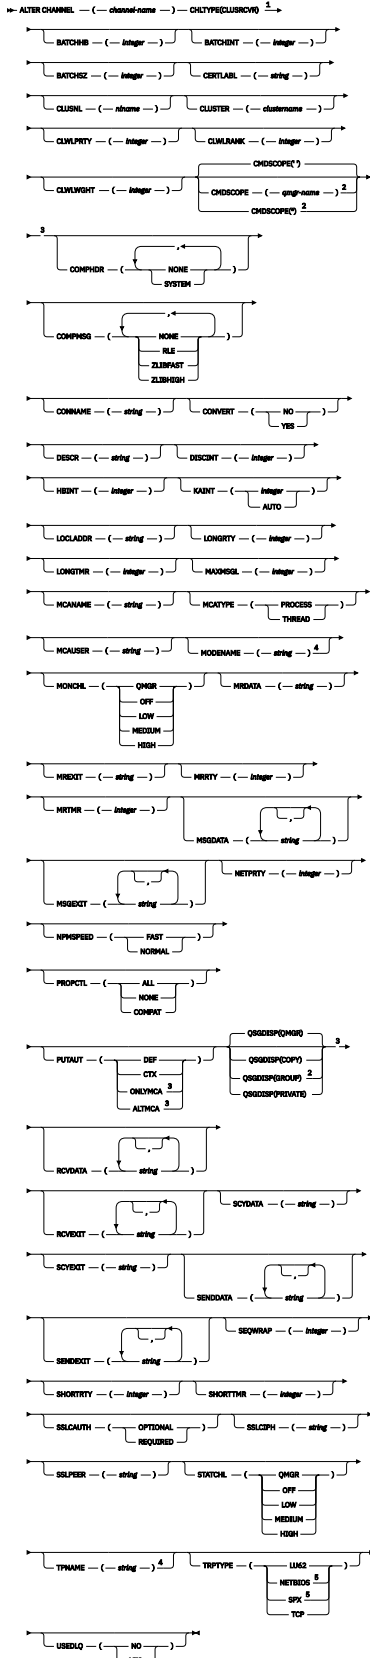 ALTER CHANNEL ( channel-name ) CHLTYPE(CLUSRCVR) 1
BATCHHB ( integer ) BATCHINT ( integer )
BATCHSZ ( integer ) CERTLABL ( string )
CLUSNL ( nlname ) CLUSTER ( clustername )
CLWLPRTY ( integer ) CLWLRANK ( integer )
CMDSCOPE(' ')
CLWLWGHT ( integer ) CMDSCOPE ( qmgr-name ) 2
CMDSCOPE(*) 2
3
,
COMPHDR ( NONE )
SYSTEM
,
COMPMSG ( NONE )
RLE
ZLIBFAST
ZLIBHIGH
CONNAME ( string ) CONVERT ( NO )
YES
DESCR ( string ) DISCINT ( integer )
HBINT ( integer ) KAINT ( integer )
AUTO
LOCLADDR ( string ) LONGRTY ( integer )
LONGTMR ( integer ) MAXMSGL ( integer )
MCANAME ( string ) MCATYPE ( PROCESS )
THREAD
MCAUSER ( string ) MODENAME ( string ) 4
MONCHL ( QMGR ) MRDATA ( string )
OFF
LOW
MEDIUM
HIGH
MREXIT ( string ) MRRTY ( integer )
MRTMR ( integer ) ,
MSGDATA ( string )
,
MSGEXIT ( string ) NETPRTY ( integer )
NPMSPEED ( FAST )
NORMAL
PROPCTL ( ALL )
NONE
COMPAT
QSGDISP(QMGR)
PUTAUT ( DEF ) QSGDISP(COPY) 3
CTX QSGDISP(GROUP) 2
ONLYMCA 3 QSGDISP(PRIVATE)
ALTMCA 3
,
RCVDATA ( string )
,
RCVEXIT ( string ) SCYDATA ( string )
SCYEXIT ( string ) ,
SENDDATA ( string )
,
SENDEXIT ( string ) SEQWRAP ( integer )
SHORTRTY ( integer ) SHORTTMR ( integer )
SSLCAUTH ( OPTIONAL ) SSLCIPH ( string )
REQUIRED
SSLPEER ( string ) STATCHL ( QMGR )
OFF
LOW
MEDIUM
HIGH
TPNAME ( string ) 4 TRPTYPE ( LU62 )
NETBIOS 5
SPX 5
TCP
USEDLQ ( NO )